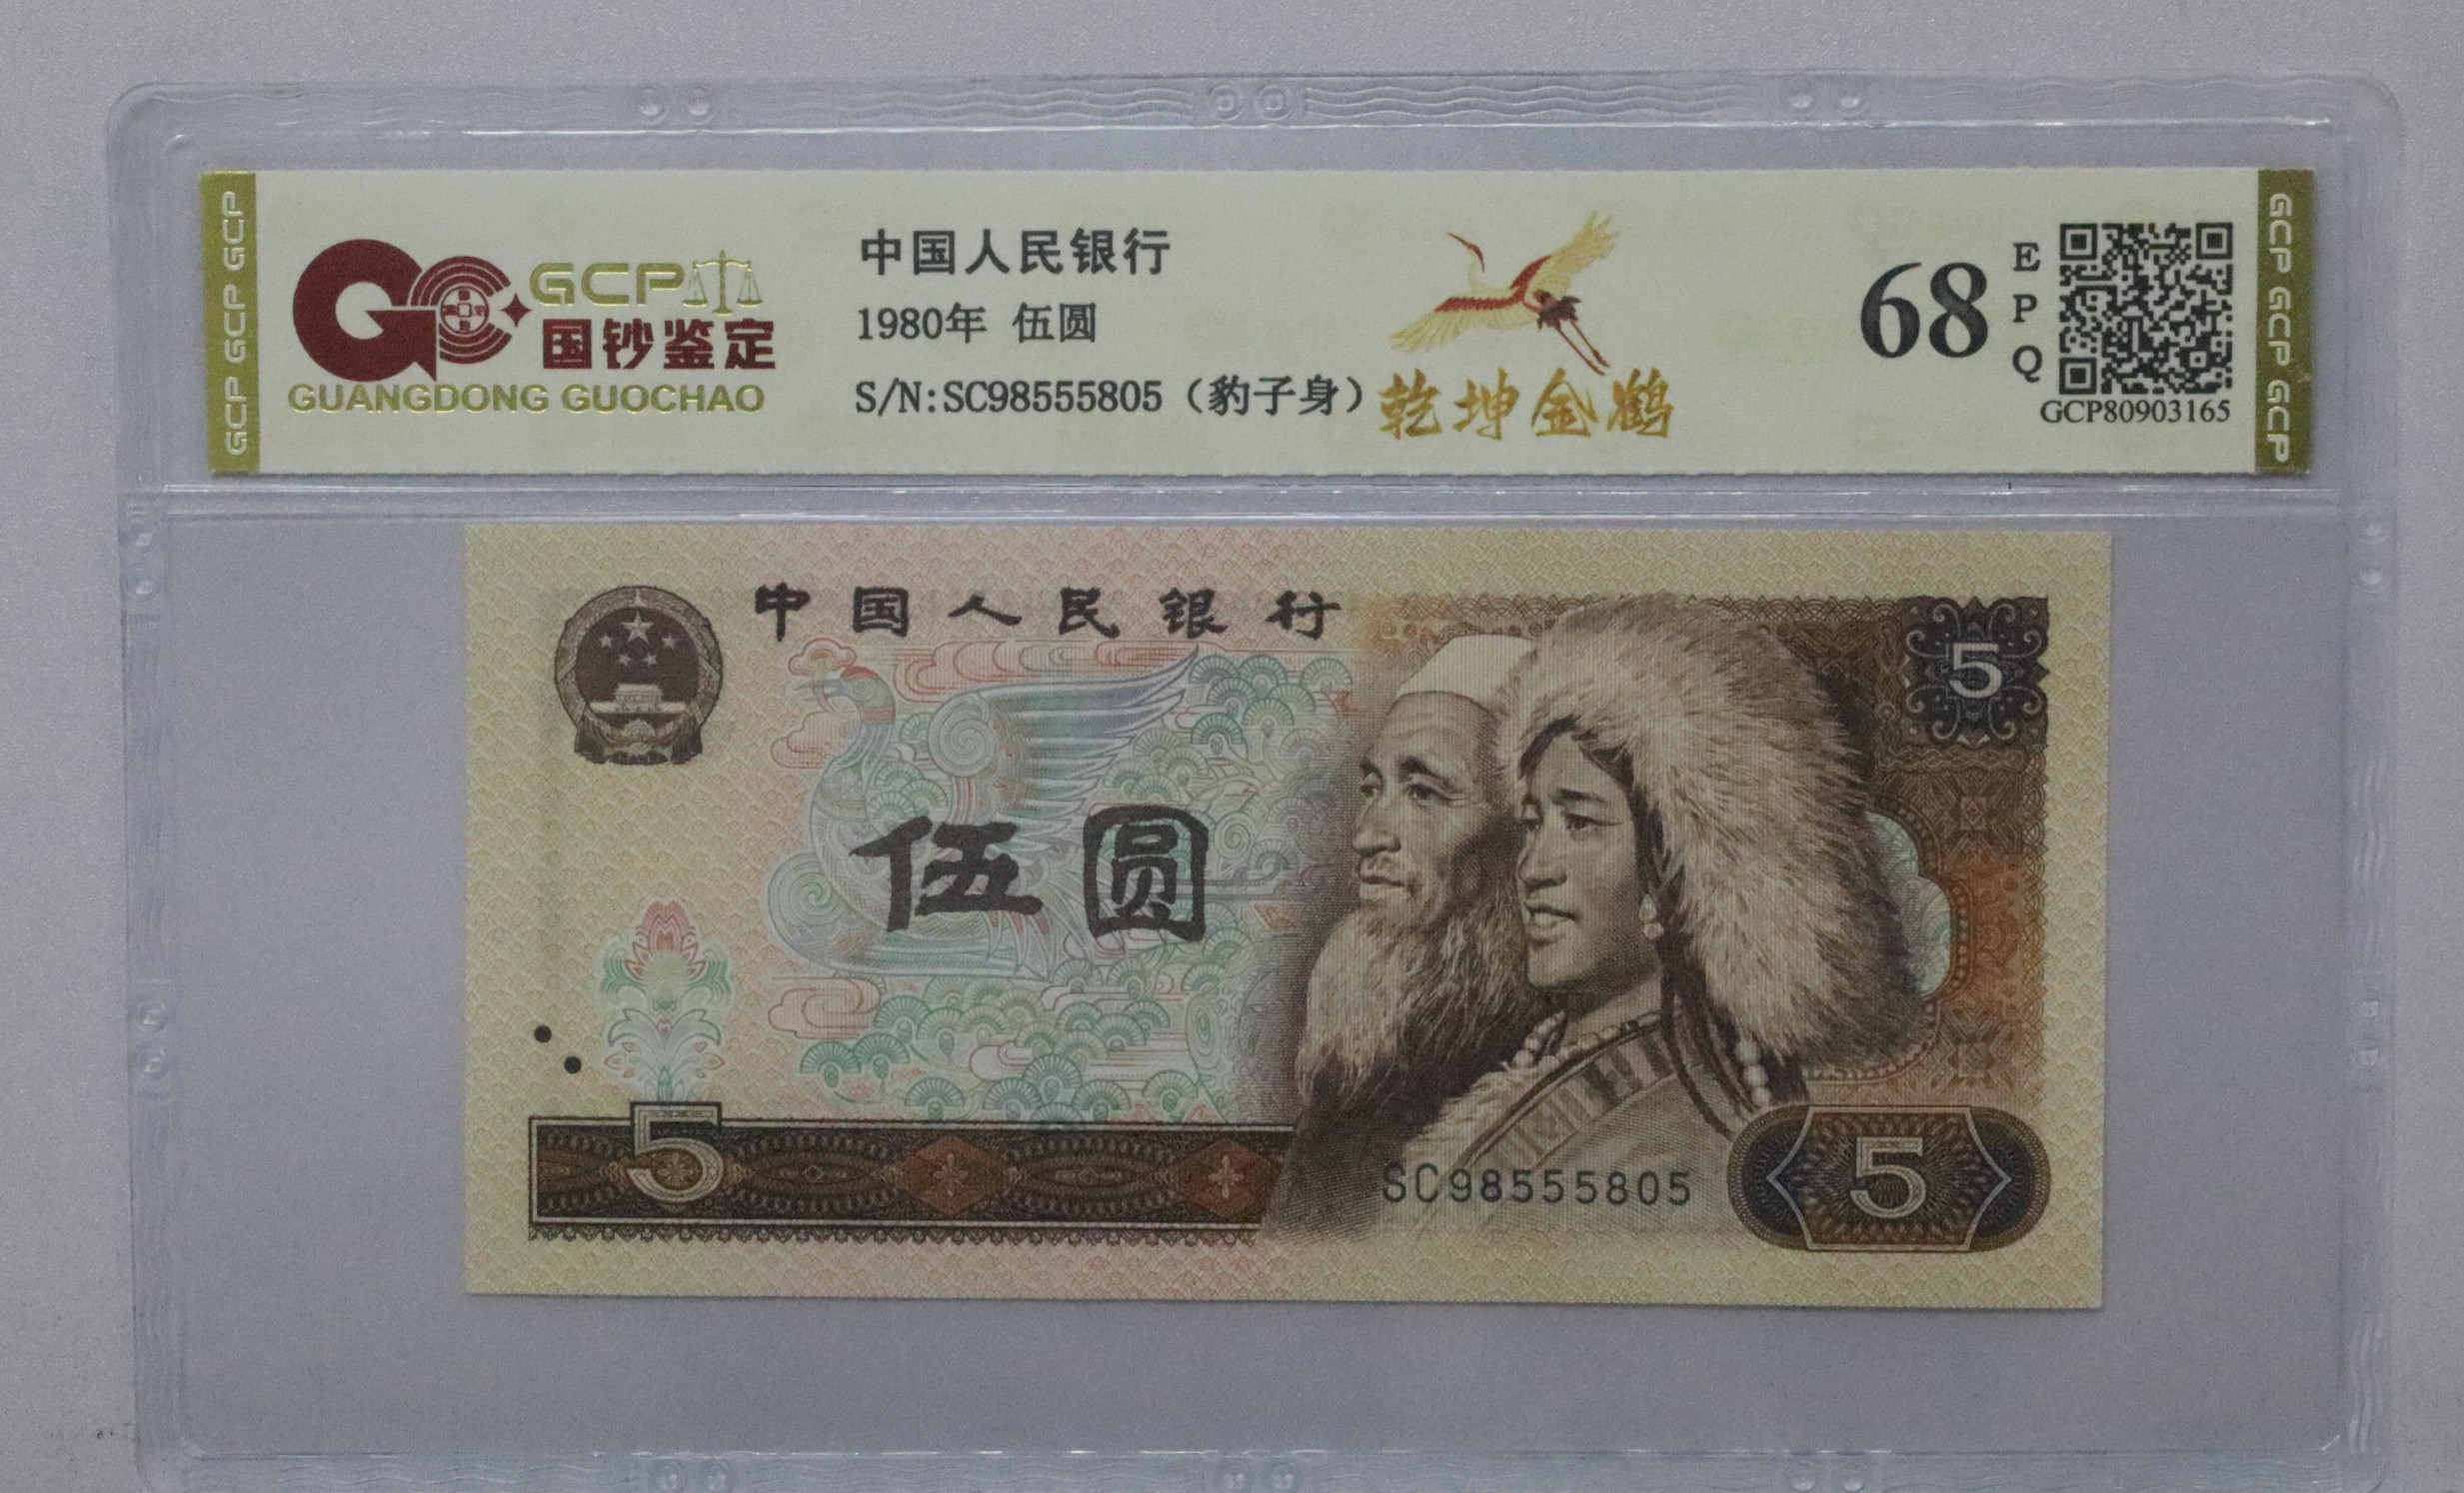 GCP GCP GCP
GCP
国钞鉴定
GUANGDONG GUOCHAO
中国人民银行
1980年 伍圆
S/N:SC98555805（豹子身）
乾坤金鹤
68
E
P
Q
GCP80903165
GCP GCP GCP
中国人民银行
5
伍圆
5
SC98555805
5